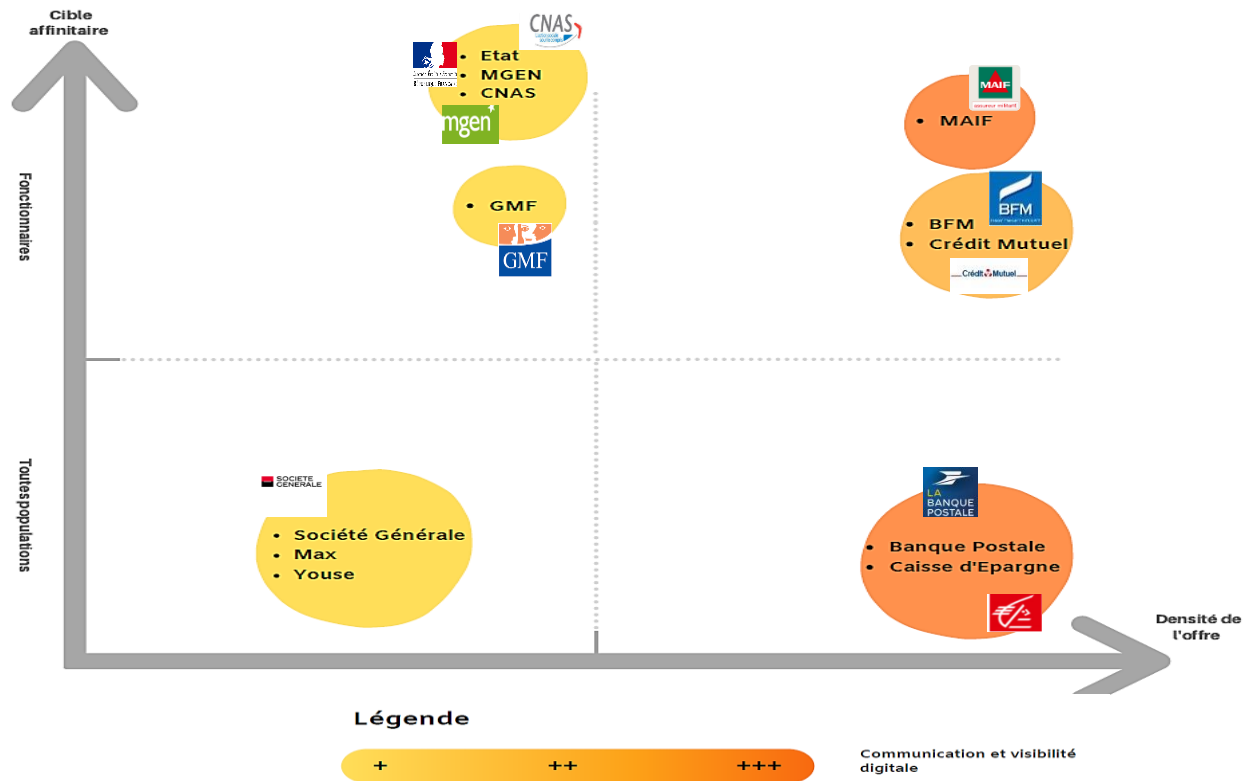 Cible
affinitaire
CNAS
• Etat
• MGEN
• CNAS
mgen
MAIF
assureur militant
• MAIF
Fonctionnaires
• GMF
GMF
BFM
• BFM
• Crédit Mutuel
Crédit Mutuel
Toutes populations
SOCIETE
GENERALE
• Société Générale
• Max
• Youse
LA
BANQUE
POSTALE
• Banque Postale
• Caisse d'Epargne
Densité de
l'offre
Légende
+ ++ +++
Communication et visibilité
digitale